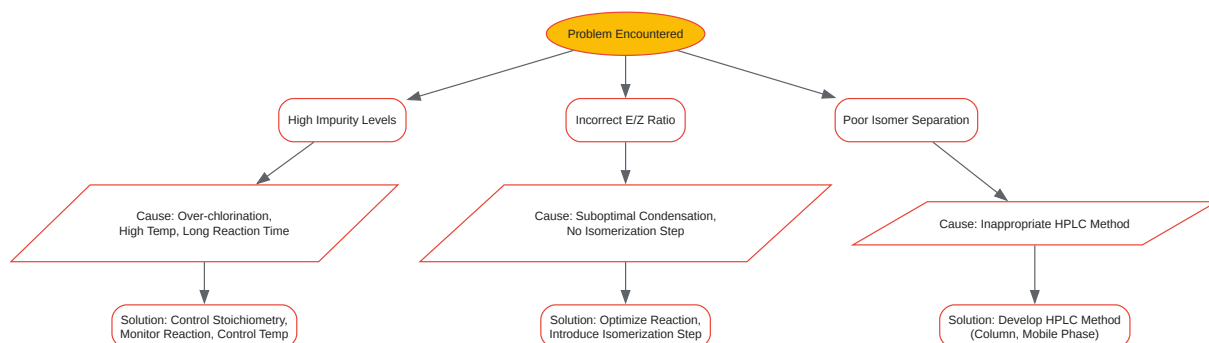 Problem Encountered
High Impurity Levels
Incorrect E/Z Ratio
Poor Isomer Separation
Cause: Over-chlorination,
High Temp, Long Reaction Time
Cause: Suboptimal Condensation,
No Isomerization Step
Cause: Inappropriate HPLC Method
Solution: Control Stoichiometry,
Monitor Reaction, Control Temp
Solution: Optimize Reaction,
Introduce Isomerization Step
Solution: Develop HPLC Method
(Column, Mobile Phase)